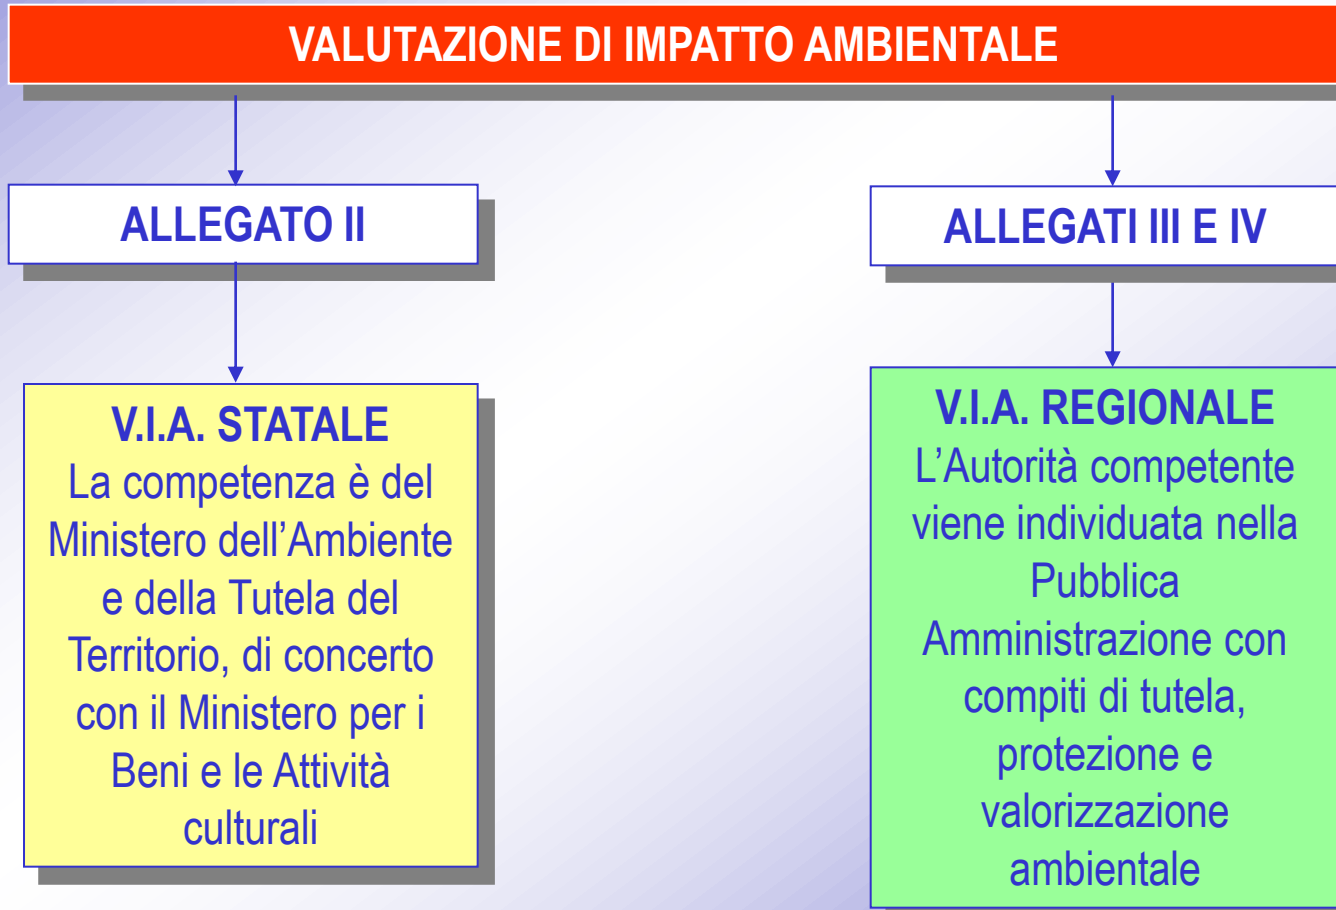 VALUTAZIONE DI IMPATTO AMBIENTALE
ALLEGATO II
V.I.A. STATALE
La competenza è del
Ministero dell’Ambiente
e della Tutela del
Territorio, di concerto
con il Ministero per i
Beni e le Attività
culturali
ALLEGATI III E IV
V.I.A. REGIONALE
L’Autorità competente
viene individuata nella
Pubblica
Amministrazione con
compiti di tutela,
protezione e
valorizzazione
ambientale